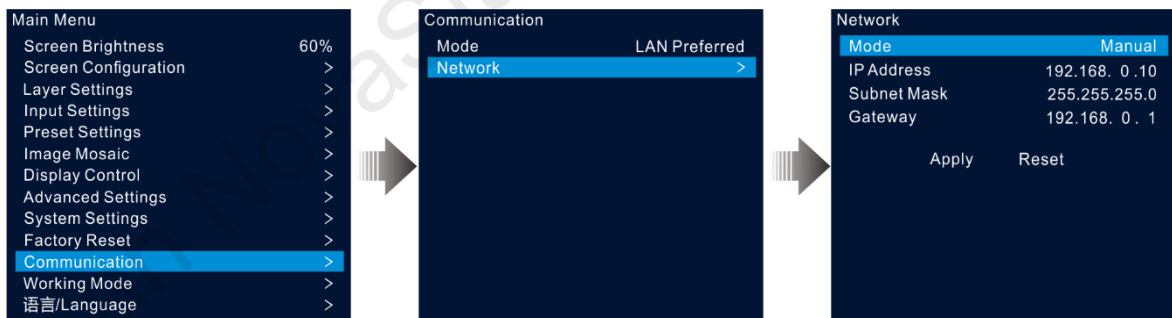 Main Menu
Screen Brightness 60%
Screen Configuration >
Layer Settings >
Input Settings >
Preset Settings >
Image Mosaic >
Display Control >
Advanced Settings >
System Settings >
Factory Reset >
Communication >
Working Mode >
语言/Language >
Communication
Mode LAN Preferred
Network >
Network
Mode Manual
IP Address 192.168. 0 .10
Subnet Mask 255.255.255.0
Gateway 192.168. 0 . 1
Apply Reset